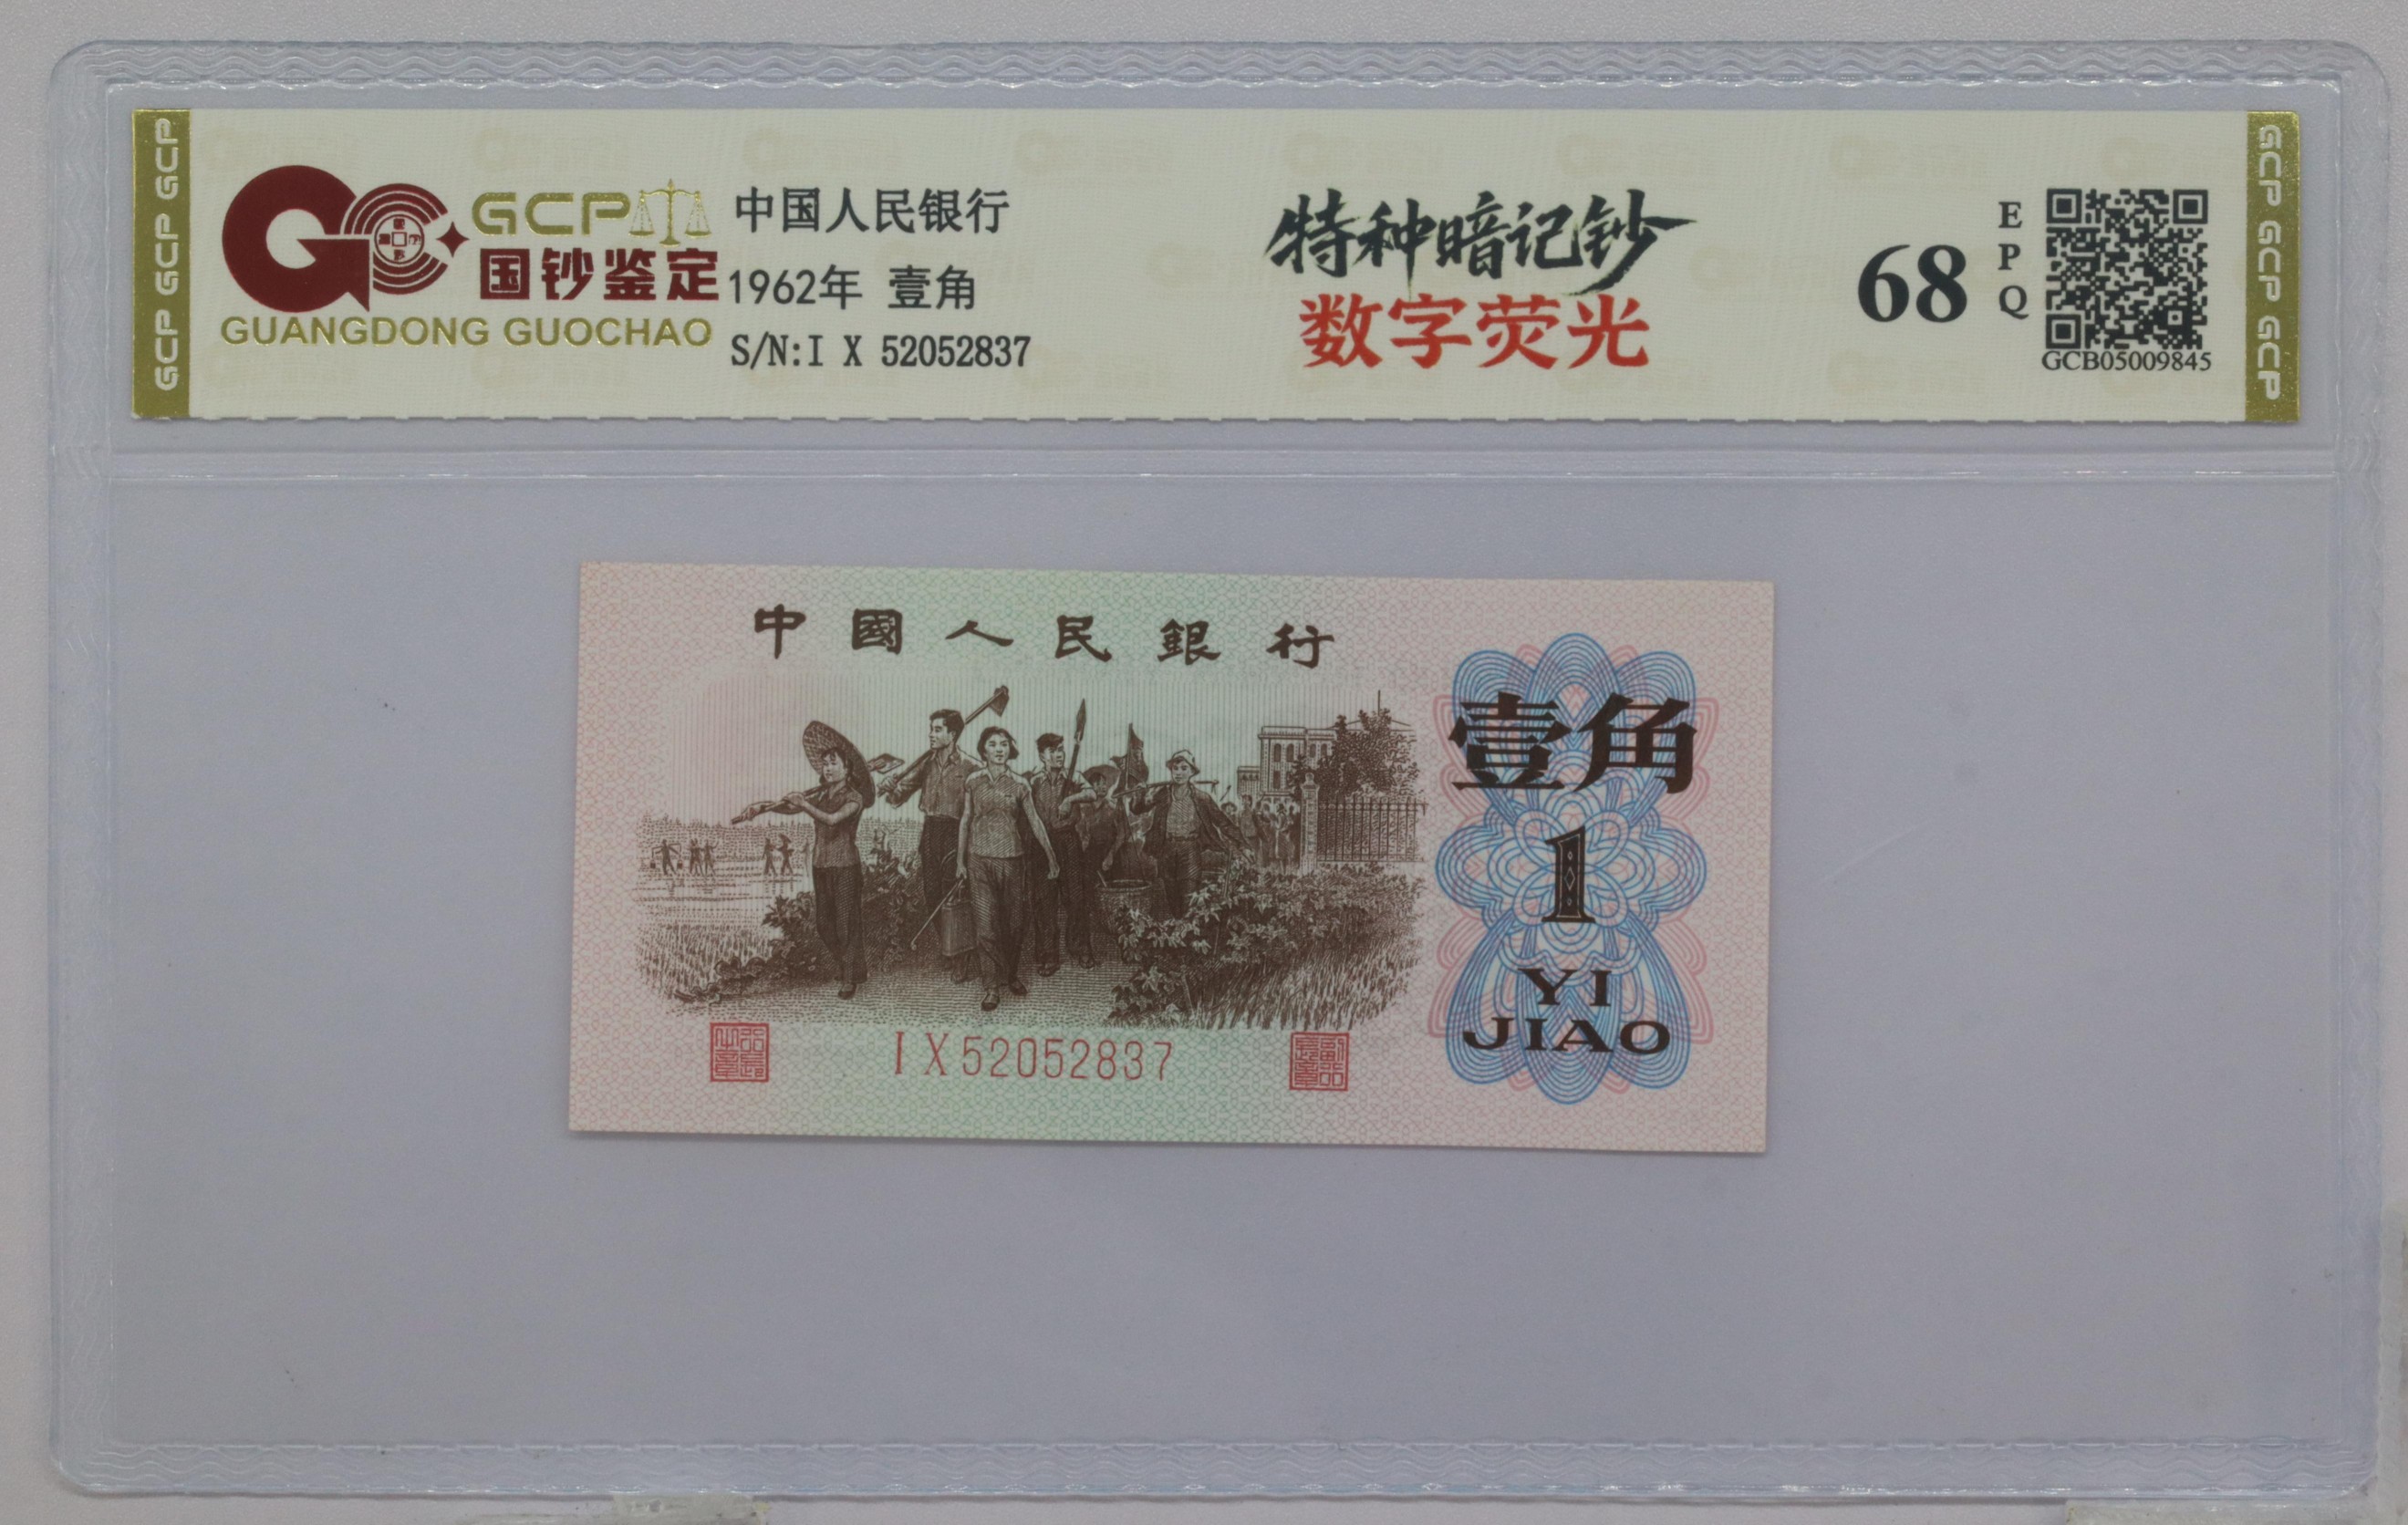 GCP GCP GCP
GCP
国钞鉴定
GUANGDONG GUOCHAO
中国人民银行
1962年 壹角
S/N:I X 52052837
特种暗记钞
数字荧光
68
EPQ
GCB05009845
GCP GCP GCP
中國人民銀行
壹角
1
YI
JIAO
I X 52052837